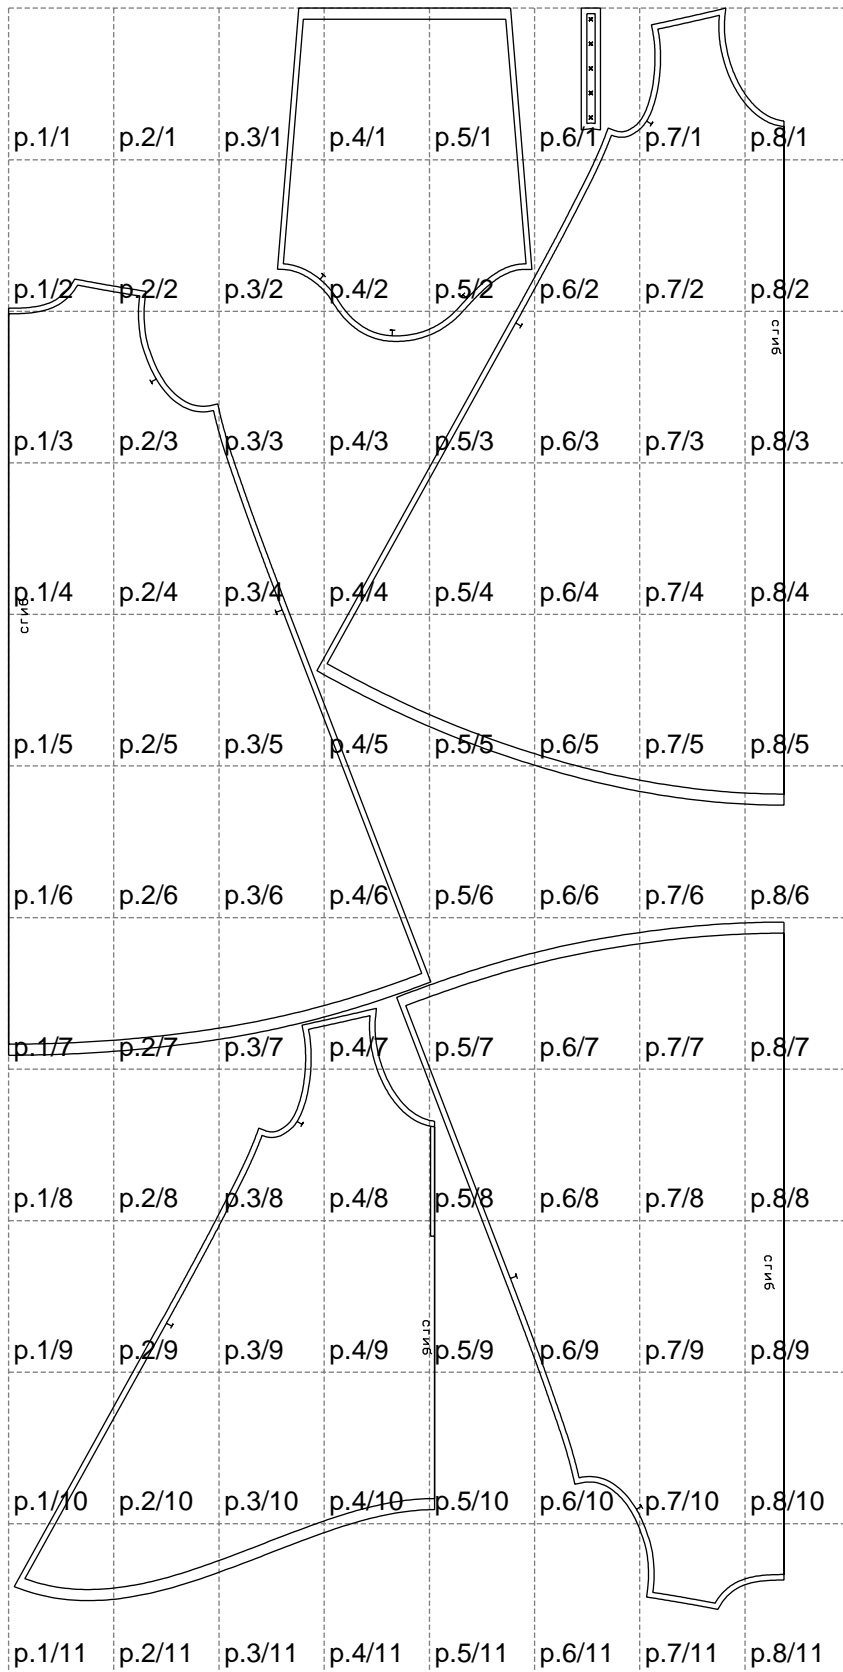 p.1/1 p.2/1 p.3/1 p.4/1 p.5/1 p.6/1 p.7/1 p.8/1
p.1/2 p.2/2 p.3/2 p.4/2 p.5/2 p.6/2 p.7/2 p.8/2
сгиб
p.1/3 p.2/3 p.3/3 p.4/3 p.5/3 p.6/3 p.7/3 p.8/3
p.1/4 p.2/4 p.3/4 p.4/4 p.5/4 p.6/4 p.7/4 p.8/4
сгиб
p.1/5 p.2/5 p.3/5 p.4/5 p.5/5 p.6/5 p.7/5 p.8/5
p.1/6 p.2/6 p.3/6 p.4/6 p.5/6 p.6/6 p.7/6 p.8/6
p.1/7 p.2/7 p.3/7 p.4/7 p.5/7 p.6/7 p.7/7 p.8/7
p.1/8 p.2/8 p.3/8 p.4/8 p.5/8 p.6/8 p.7/8 p.8/8
сгиб
сгиб
p.1/9 p.2/9 p.3/9 p.4/9 p.5/9 p.6/9 p.7/9 p.8/9
p.1/10 p.2/10 p.3/10 p.4/10 p.5/10 p.6/10 p.7/10 p.8/10
p.1/11 p.2/11 p.3/11 p.4/11 p.5/11 p.6/11 p.7/11 p.8/11